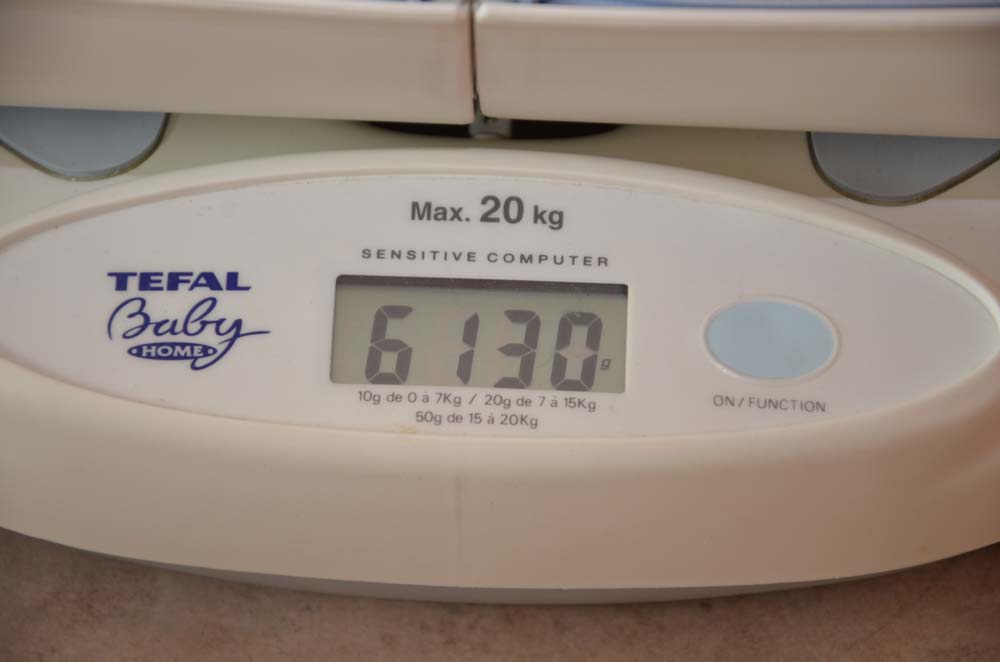 Max. 20 kg
SENSITIVE COMPUTER
TEFAL
Baby
HOME
6130 g
10g de 0 à 7Kg / 20g de 7 à 15Kg
50g de 15 à 20Kg
ON/FUNCTION